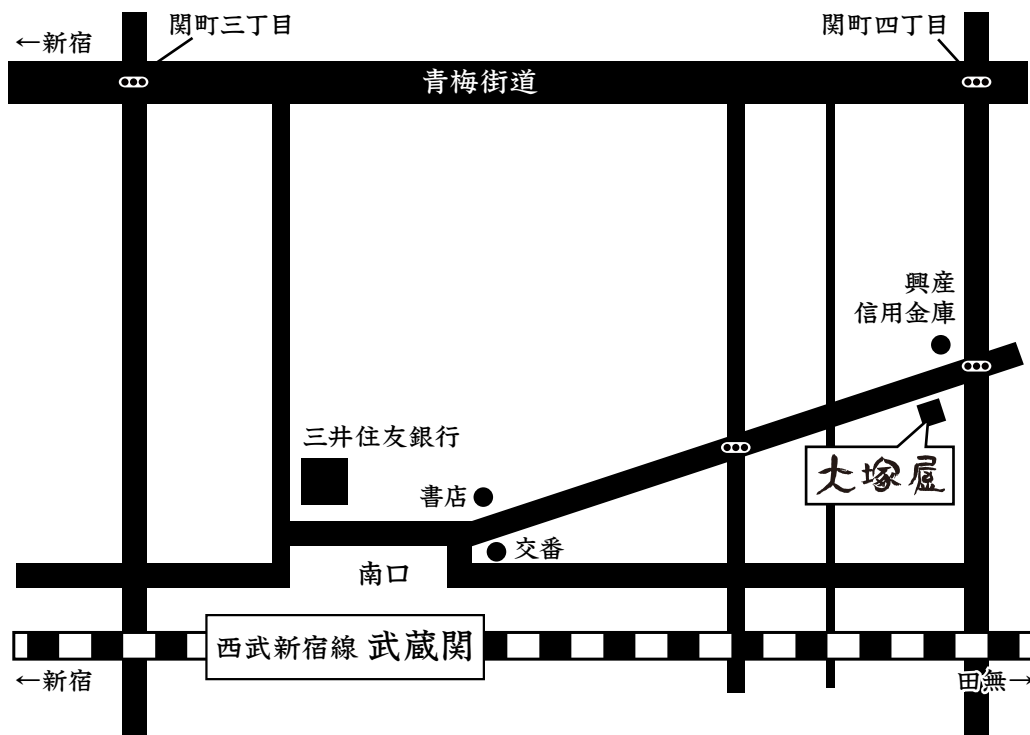 関町三丁目
関町四丁目
←新宿
青梅街道
興産
信用金庫
三井住友銀行
書店
大塚屋
交番
南口
西武新宿線 武蔵関
←新宿
田無→